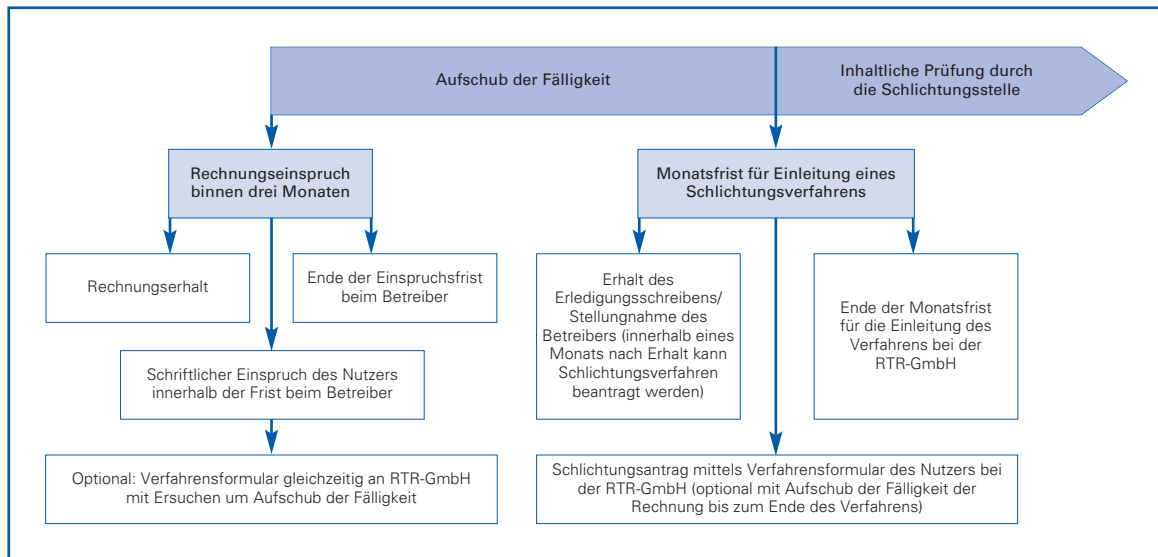 Aufschub der Fälligkeit
Inhaltliche Prüfung durch
die Schlichtungsstelle
Rechnungseinspruch
binnen drei Monaten
Monatsfrist für Einleitung eines
Schlichtungsverfahrens
Rechnungserhalt
Ende der Einspruchsfrist
beim Betreiber
Erhalt des
Erledigungsschreibens/
Stellungnahme des
Betreibers (innerhalb eines
Monats nach Erhalt kann
Schlichtungsverfahren
beantragt werden)
Ende der Monatsfrist
für die Einleitung des
Verfahrens bei der
RTR-GmbH
Schriftlicher Einspruch des Nutzers
innerhalb der Frist beim Betreiber
Optional: Verfahrensformular gleichzeitig an RTR-GmbH
mit Ersuchen um Aufschub der Fälligkeit
Schlichtungsantrag mittels Verfahrensformular des Nutzers bei
der RTR-GmbH (optional mit Aufschub der Fälligkeit der
Rechnung bis zum Ende des Verfahrens)